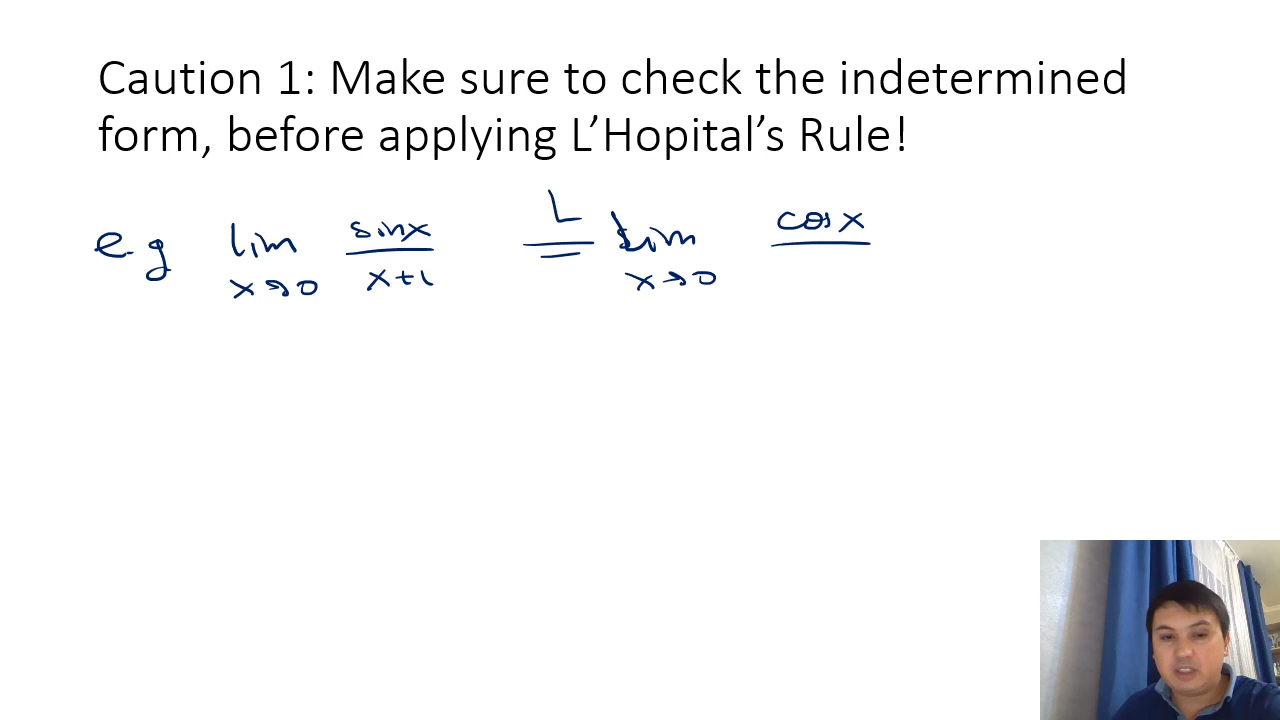 Caution 1: Make sure to check the indetermined
form, before applying L’Hopital’s Rule!
e.g lim x→0 sinx/x+1 L= lim x→0 cosx